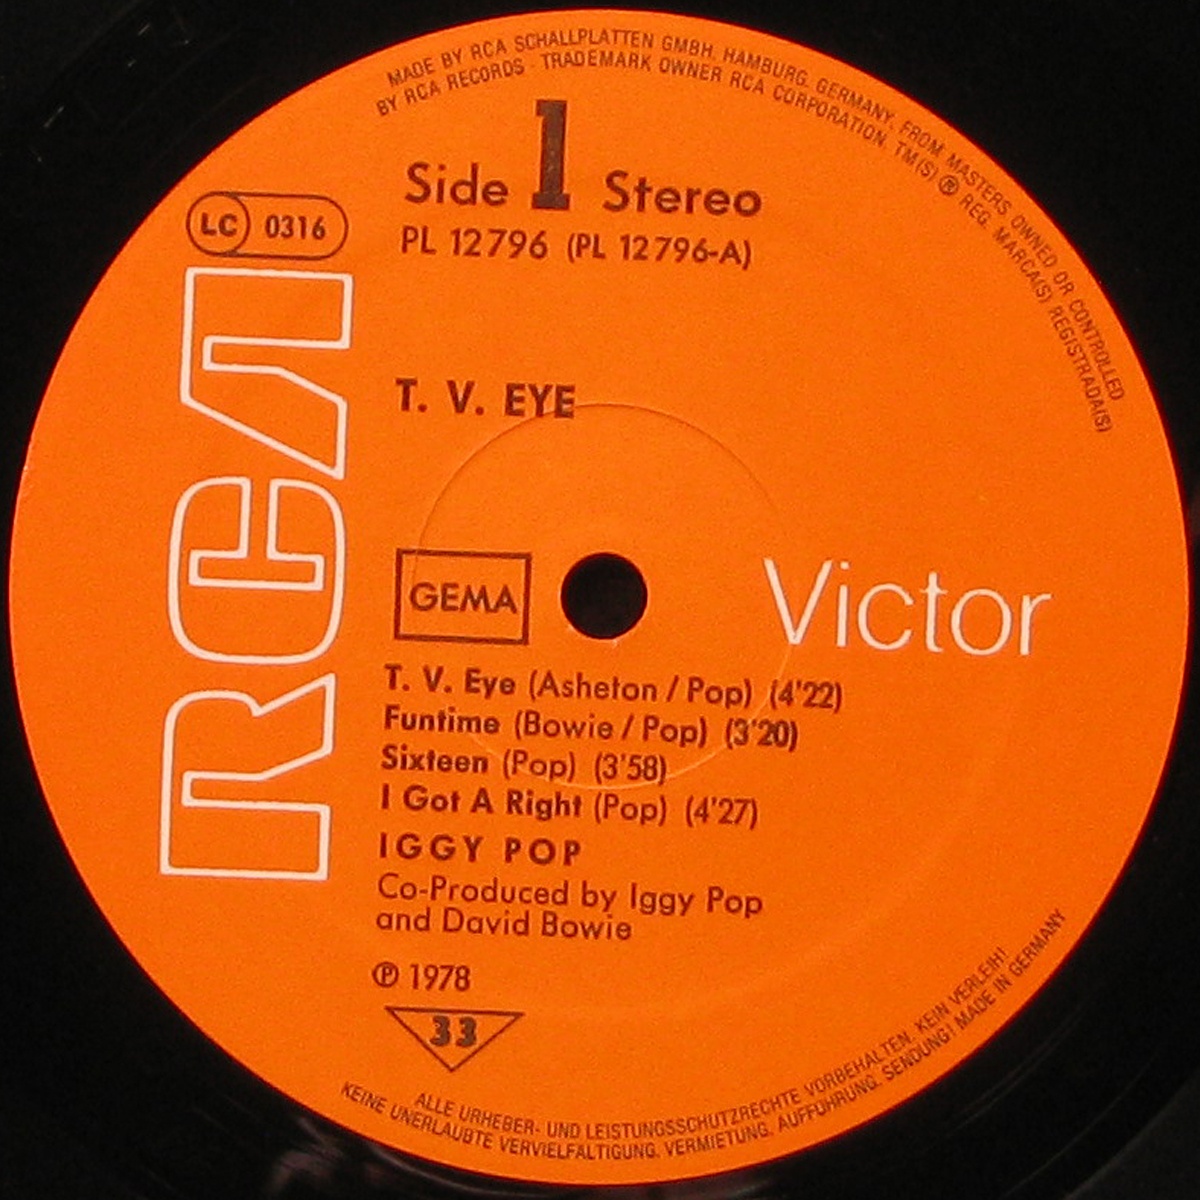 MADE BY RCA SCHALLPLATTEN GMBH. HAMBURG. GERMANY. FROM MASTERS OWNED OR CONTROLLED
BY RCA RECORDS · TRADEMARK OWNER RCA CORPORATION. TM(S) ® REG. MARCA(S) REGISTRADA(S)
Side 1 Stereo
LC 0316
PL 12796 (PL 12796-A)
RCA
T. V. EYE
GEMA
Victor
T. V. Eye (Asheton / Pop) (4'22)
Funtime (Bowie / Pop) (3'20)
Sixteen (Pop) (3'58)
I Got A Right (Pop) (4'27)
IGGY POP
Co-Produced by Iggy Pop
and David Bowie
℗ 1978
33
ALLE URHEBER- UND LEISTUNGSSCHUTZRECHTE VORBEHALTEN. KEIN VERLEIH!
KEINE UNERLAUBTE VERVIELFÄLTIGUNG. VERMIETUNG. AUFFÜHRUNG. SENDUNG! MADE IN GERMANY